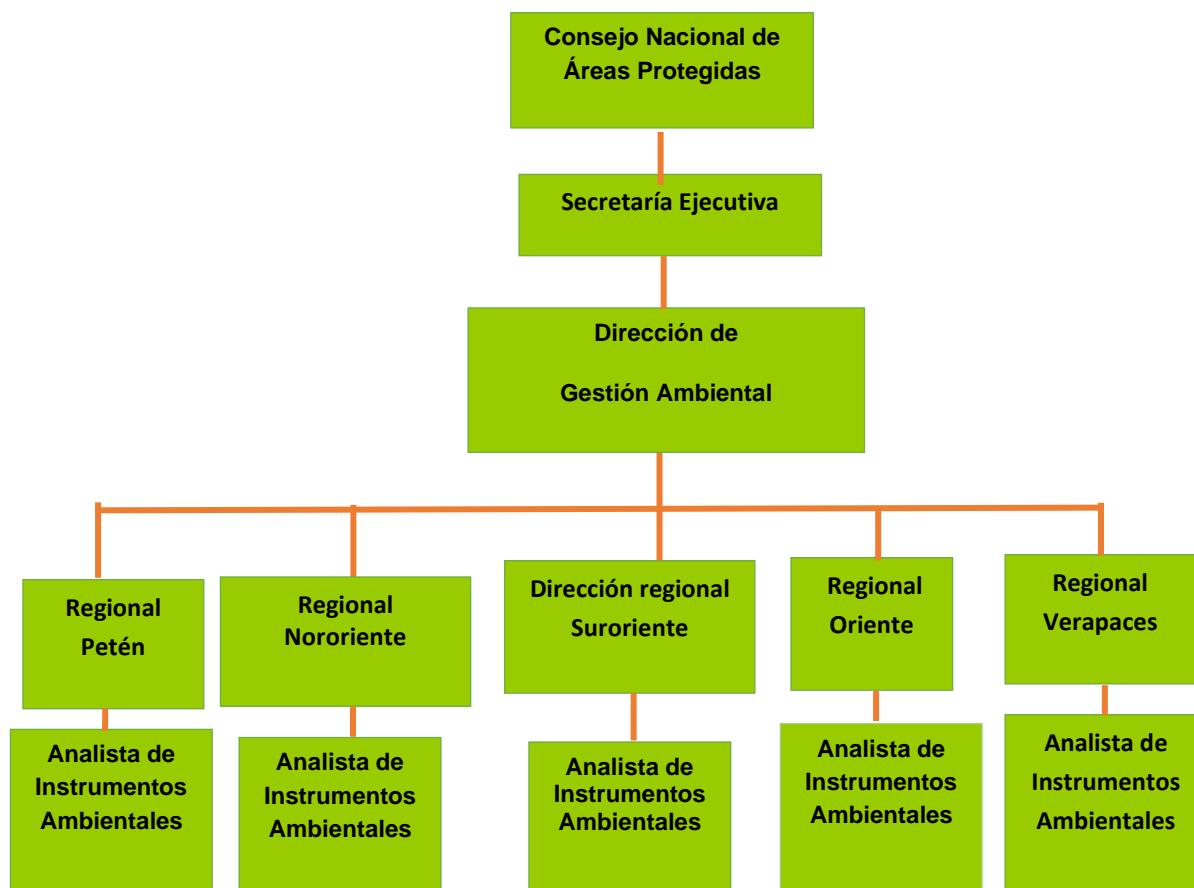 Consejo Nacional de
Áreas Protegidas
Secretaría Ejecutiva
Dirección de
Gestión Ambiental
Regional
Petén
Regional
Nororiente
Dirección regional
Suroriente
Regional
Oriente
Regional
Verapaces
Analista de
Instrumentos
Ambientales
Analista de
Instrumentos
Ambientales
Analista de
Instrumentos
Ambientales
Analista de
Instrumentos
Ambientales
Analista de
Instrumentos
Ambientales